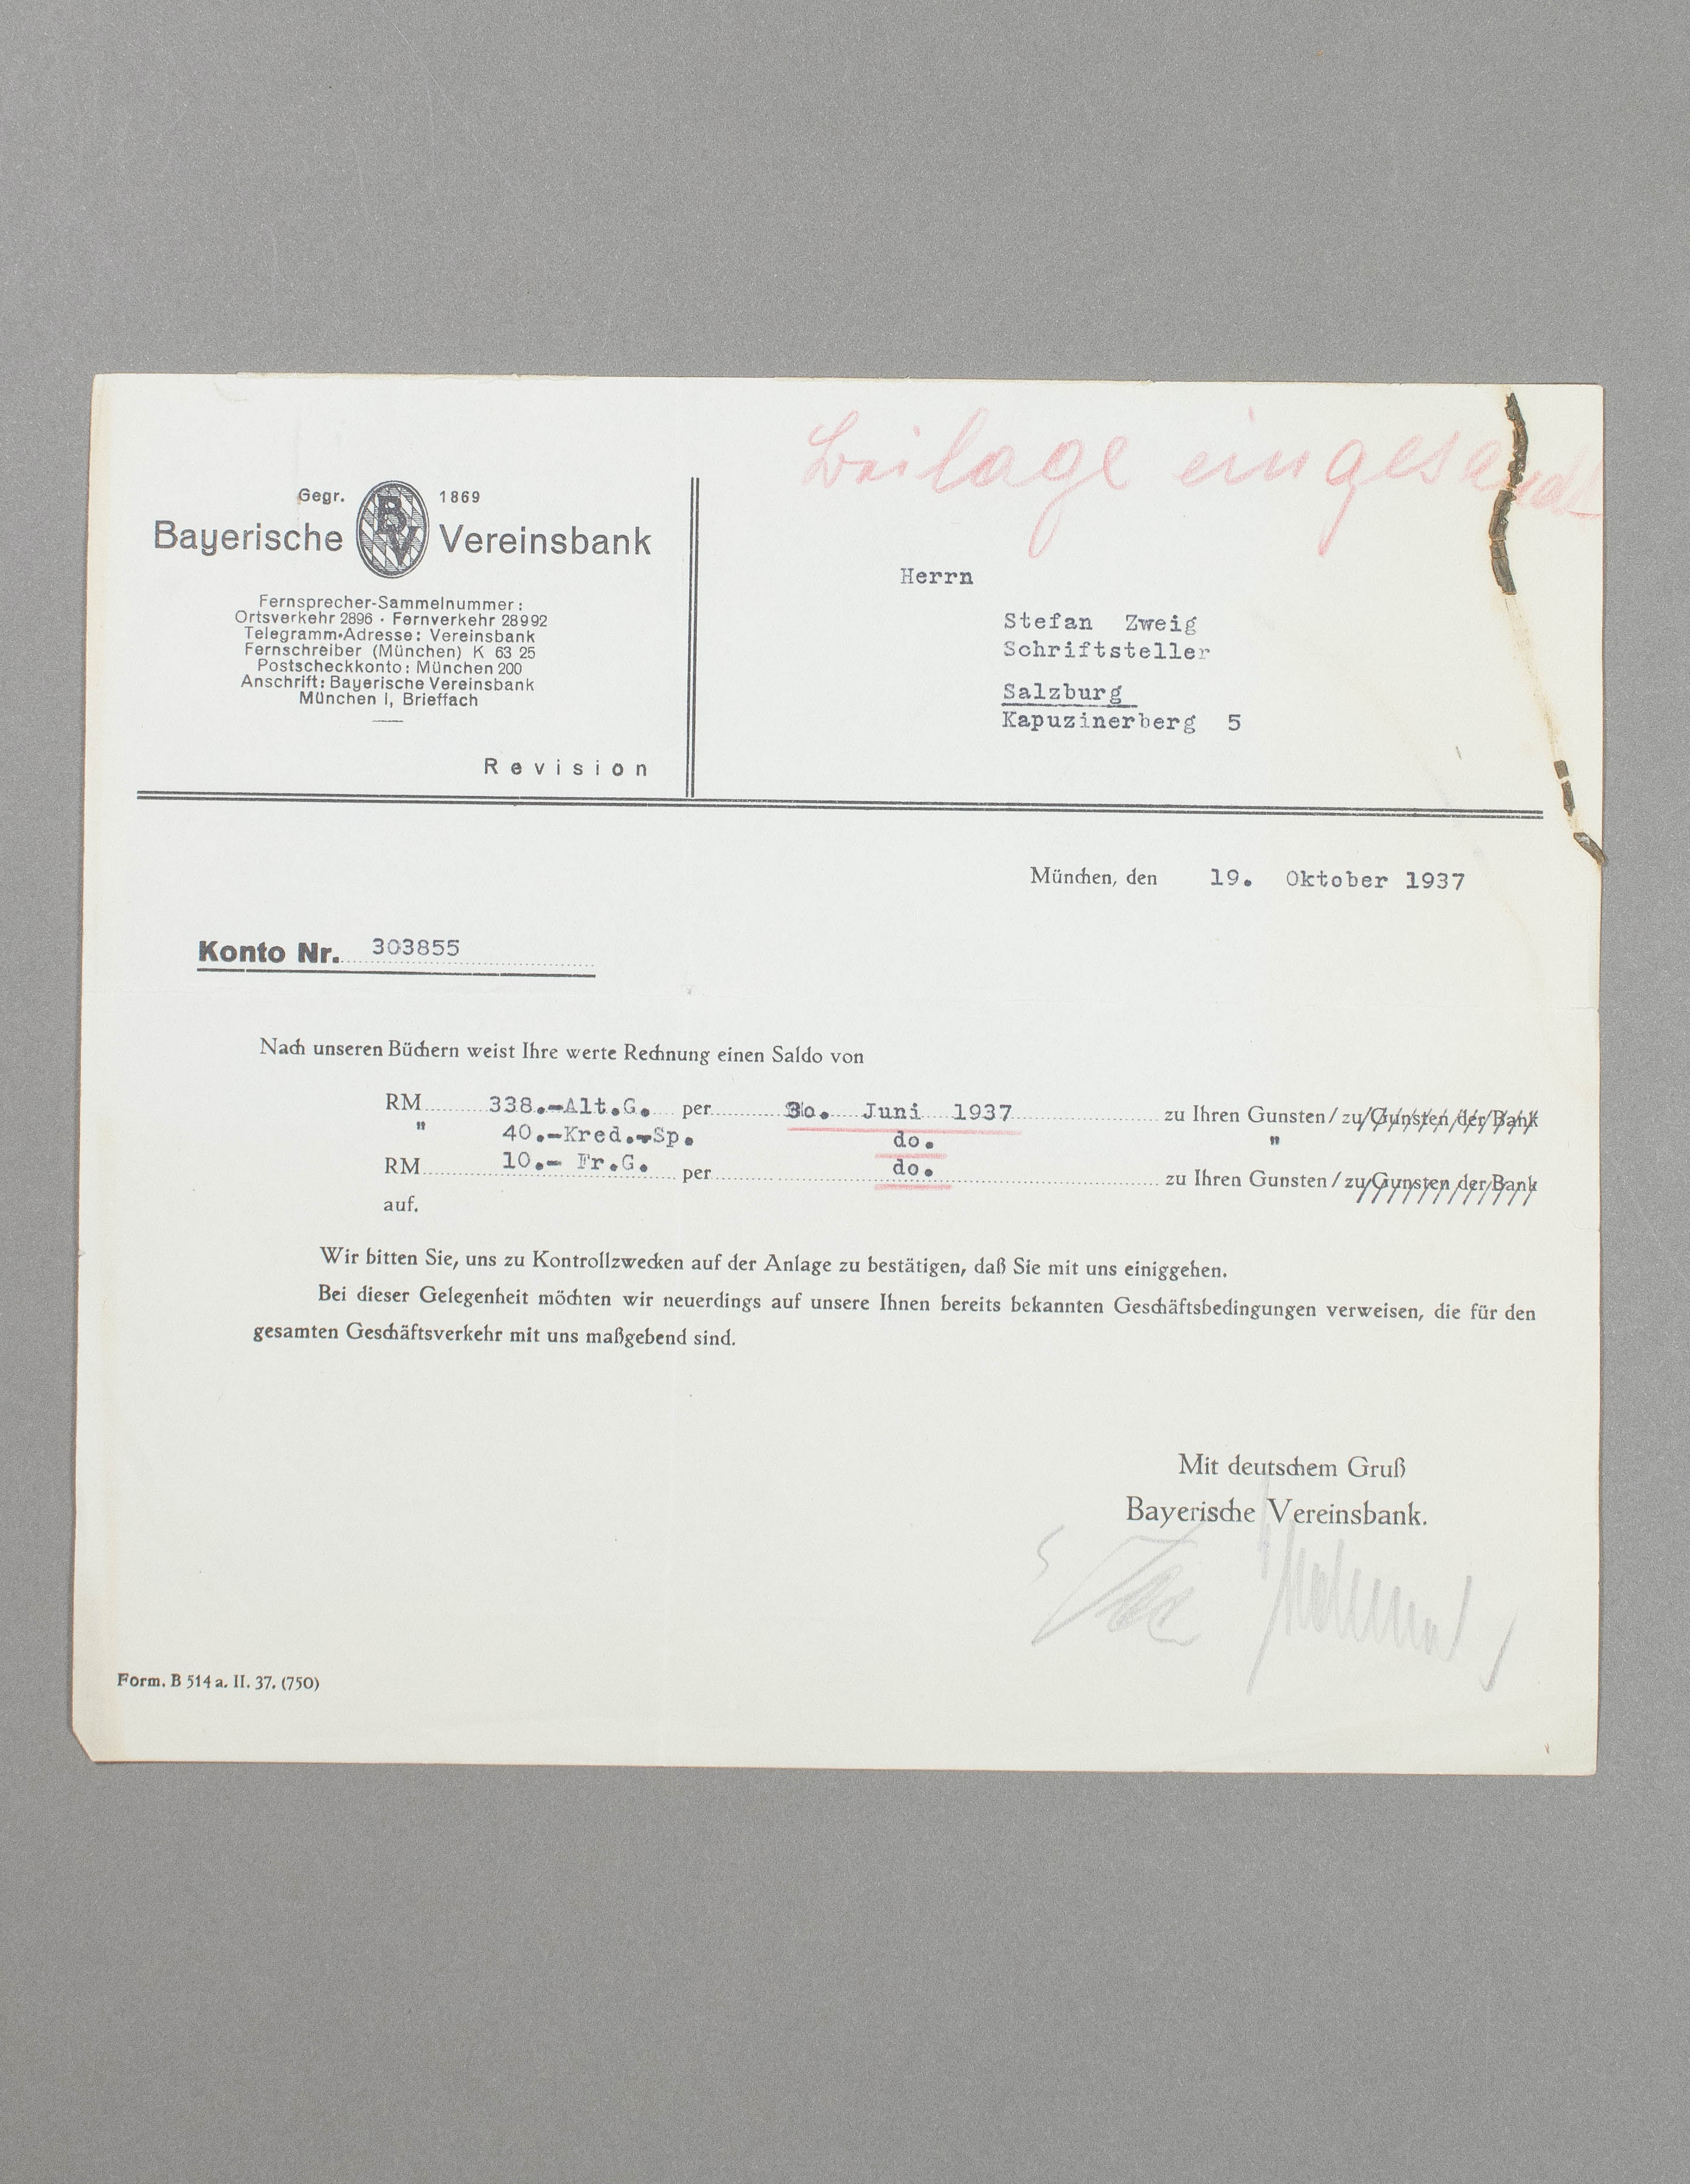 Beilage eingesandt
Gegr. BV 1869
Bayerische Vereinsbank
Fernsprecher-Sammelnummer:
Ortsverkehr 2896 · Fernverkehr 28992
Telegramm-Adresse: Vereinsbank
Fernschreiber (München) K 63 25
Postscheckkonto: München 200
Anschrift: Bayerische Vereinsbank
München I, Brieffach
Revision
Herrn
Stefan Zweig
Schriftsteller
Salzburg
Kapuzinerberg 5
München, den 19. Oktober 1937
Konto Nr. 303855
Nach unseren Büchern weist Ihre werte Rechnung einen Saldo von
RM 338.-Alt.G. per 30. Juni 1937 zu Ihren Gunsten / zu Gunsten der Bank
" 40.-Kred.-Sp. do. "
RM 10.- Fr.G. per do. zu Ihren Gunsten / zu Gunsten der Bank
auf.
Wir bitten Sie, uns zu Kontrollzwecken auf der Anlage zu bestätigen, daß Sie mit uns einiggehen.
Bei dieser Gelegenheit möchten wir neuerdings auf unsere Ihnen bereits bekannten Geschäftsbedingungen verweisen, die für den
gesamten Geschäftsverkehr mit uns maßgebend sind.
Mit deutschem Gruß
Bayerische Vereinsbank.
Form. B 514 a. II. 37. (750)